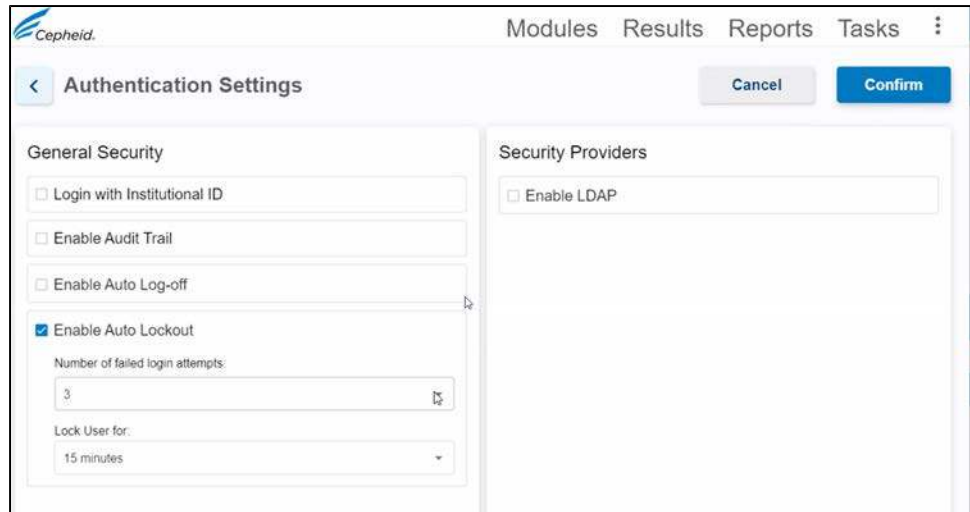 Cepheid.
Modules Results Reports Tasks
Authentication Settings
Cancel
Confirm
General Security
Login with Institutional ID
Enable Audit Trail
Enable Auto Log-off
Enable Auto Lockout
Number of failed login attempts:
3
Lock User for:
15 minutes
Security Providers
Enable LDAP